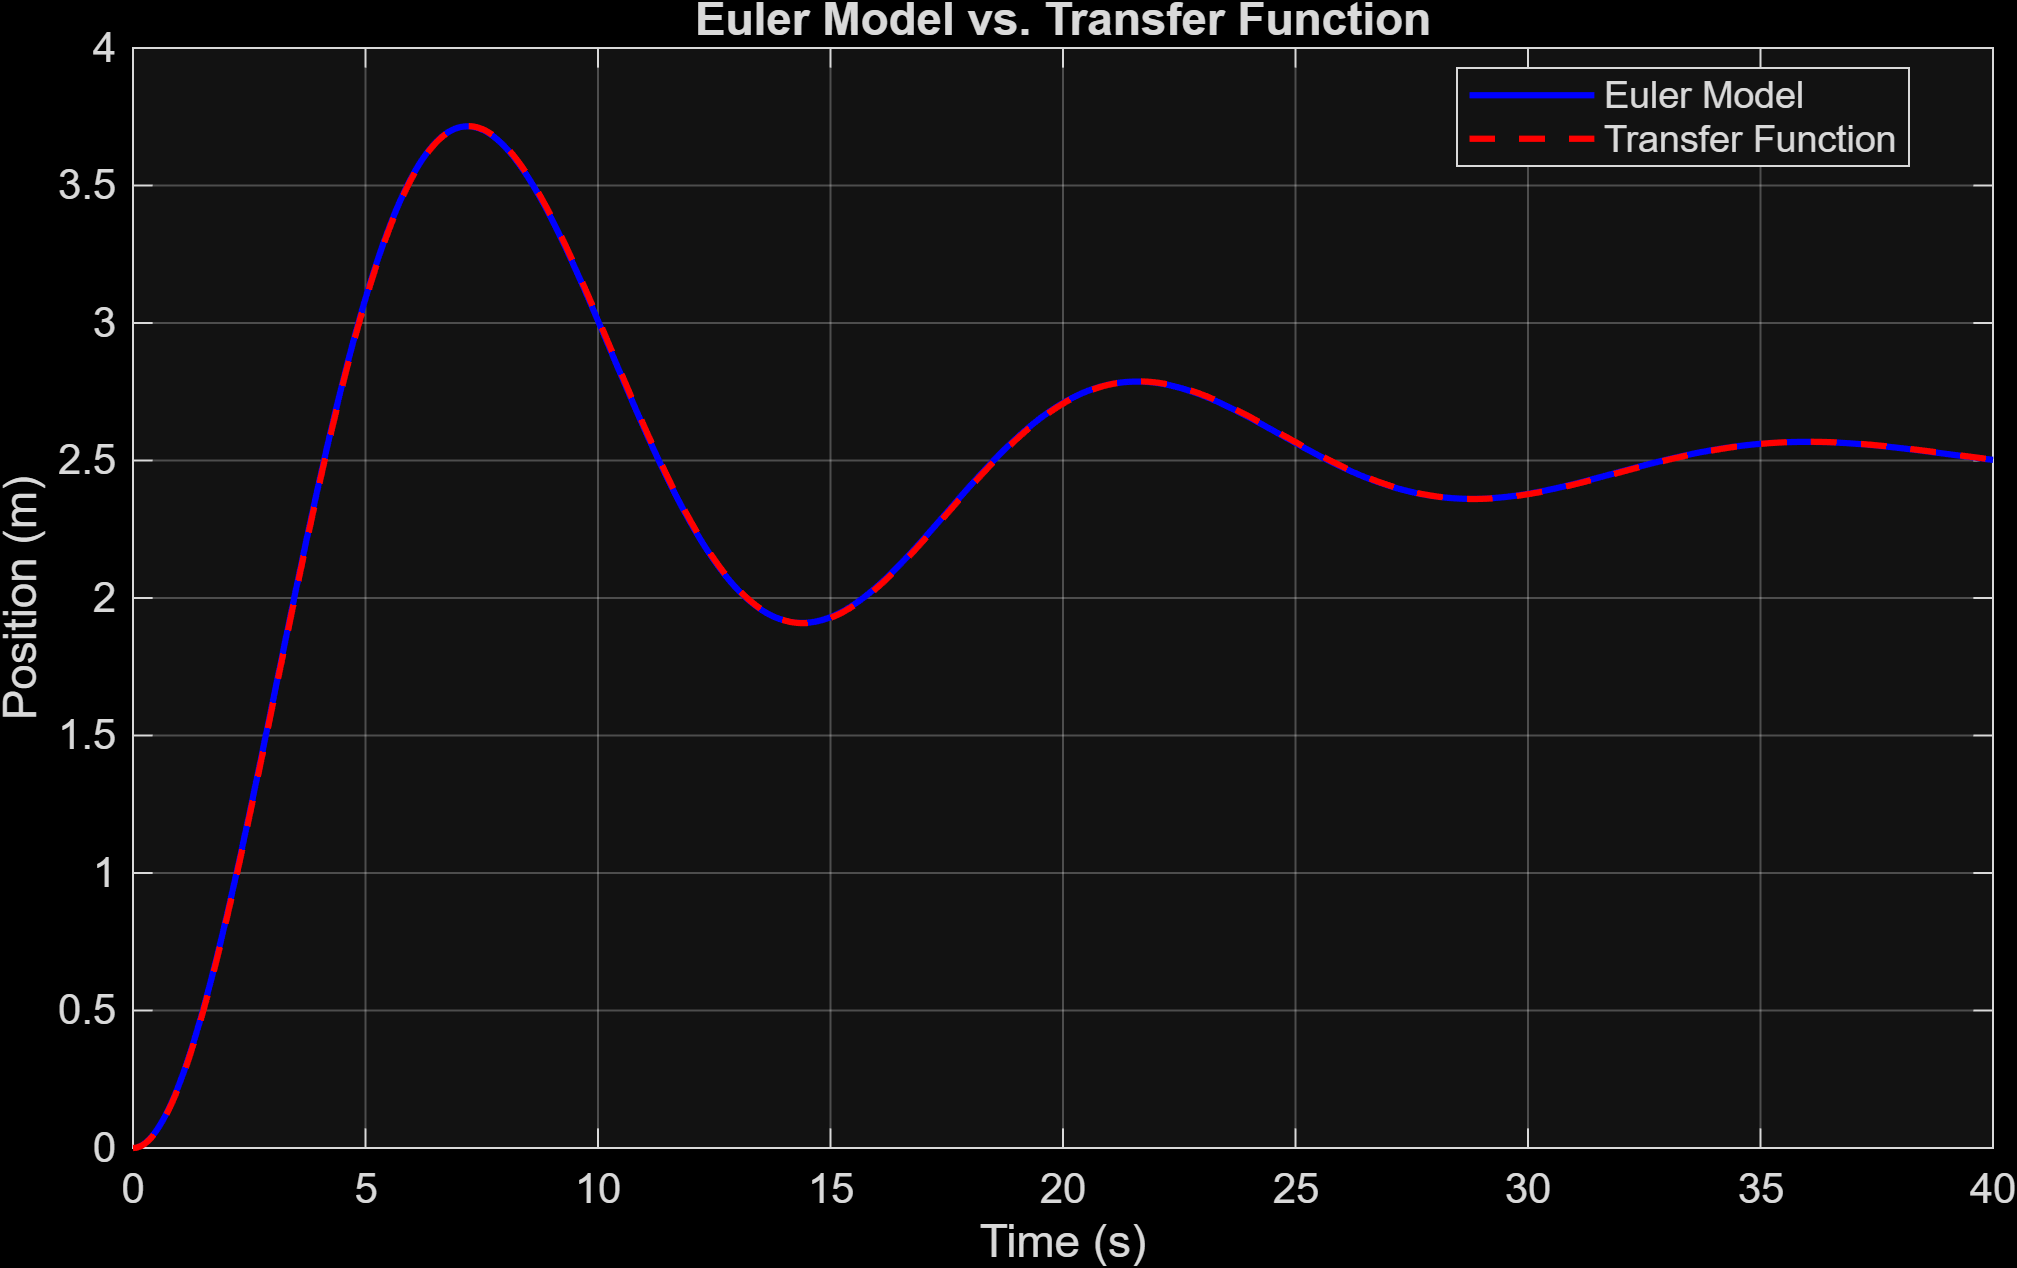 Euler Model vs. Transfer Function
Euler Model
Transfer Function
4
3.5
3
2.5
2
1.5
1
0.5
0
Position (m)
0 5 10 15 20 25 30 35 40
Time (s)